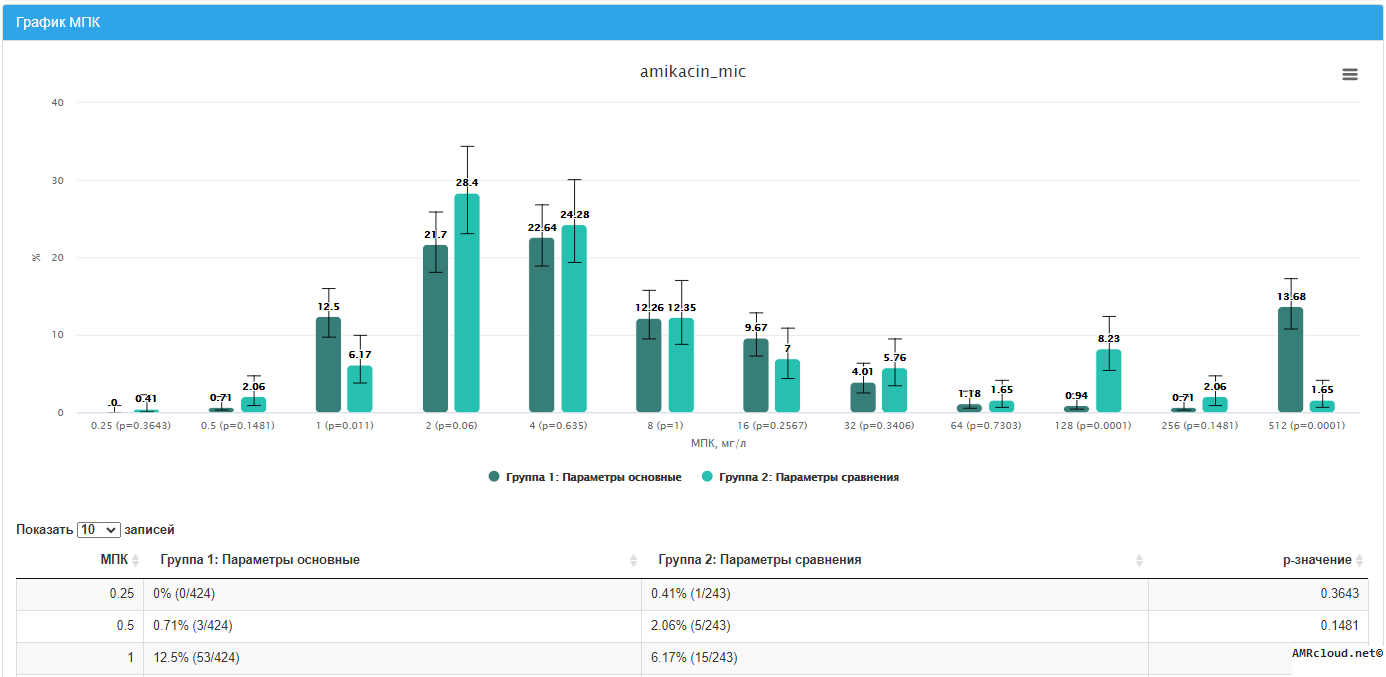 График МПК
amikacin_mic
40
30
20
10
0
%
0
0.41
0.71
2.06
12.5
6.17
21.7
28.4
22.64
24.28
12.26
12.35
9.67
7
4.01
5.76
1.18
1.65
0.94
8.23
0.71
2.06
13.68
1.65
0.25 (p=0.3643) 0.5 (p=0.1481) 1 (p=0.011) 2 (p=0.06) 4 (p=0.635) 8 (p=1) 16 (p=0.2567) 32 (p=0.3406) 64 (p=0.7303) 128 (p=0.0001) 256 (p=0.1481) 512 (p=0.0001)
МПК, мг/л
Группа 1: Параметры основные Группа 2: Параметры сравнения
Показать 10 записей
МПК Группа 1: Параметры основные Группа 2: Параметры сравнения p-значение
0.25 0% (0/424) 0.41% (1/243) 0.3643
0.5 0.71% (3/424) 2.06% (5/243) 0.1481
1 12.5% (53/424) 6.17% (15/243)
AMRcloud.net©